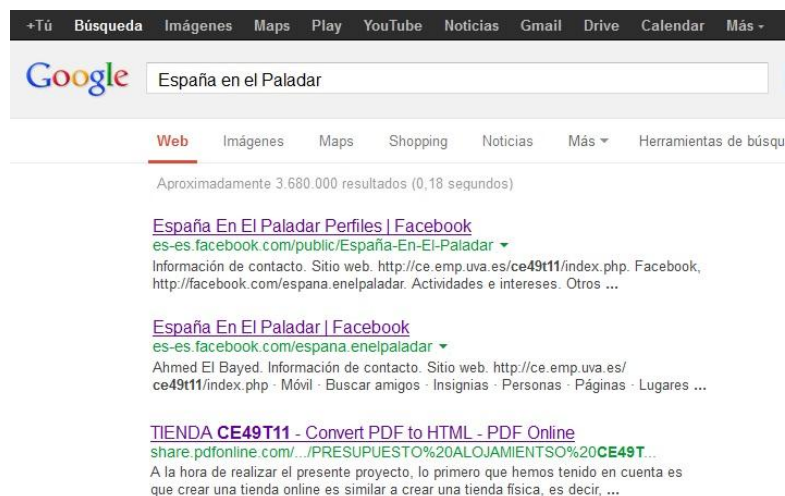 +Tú Búsqueda Imágenes Maps Play YouTube Noticias Gmail Drive Calendar Más
Google España en el Paladar
Web Imágenes Maps Shopping Noticias Más Herramientas de búsqu
Aproximadamente 3.680.000 resultados (0,18 segundos)
España En El Paladar Perfiles | Facebook
es-es.facebook.com/public/España-En-El-Paladar
Información de contacto. Sitio web. http://ce.emp.uva.es/ce49t11/index.php. Facebook,
http://facebook.com/espana.enelpaladar. Actividades e intereses. Otros ...
España En El Paladar | Facebook
es-es.facebook.com/espana.enelpaladar
Ahmed El Bayed. Información de contacto. Sitio web. http://ce.emp.uva.es/
ce49t11/index.php · Móvil · Buscar amigos · Insignias · Personas · Páginas · Lugares ...
TIENDA CE49T11 - Convert PDF to HTML - PDF Online
share.pdfonline.com/.../PRESUPUESTO%20ALOJAMIENTSO%20CE49T...
A la hora de realizar el presente proyecto, lo primero que hemos tenido en cuenta es
que crear una tienda online es similar a crear una tienda física, es decir, ...